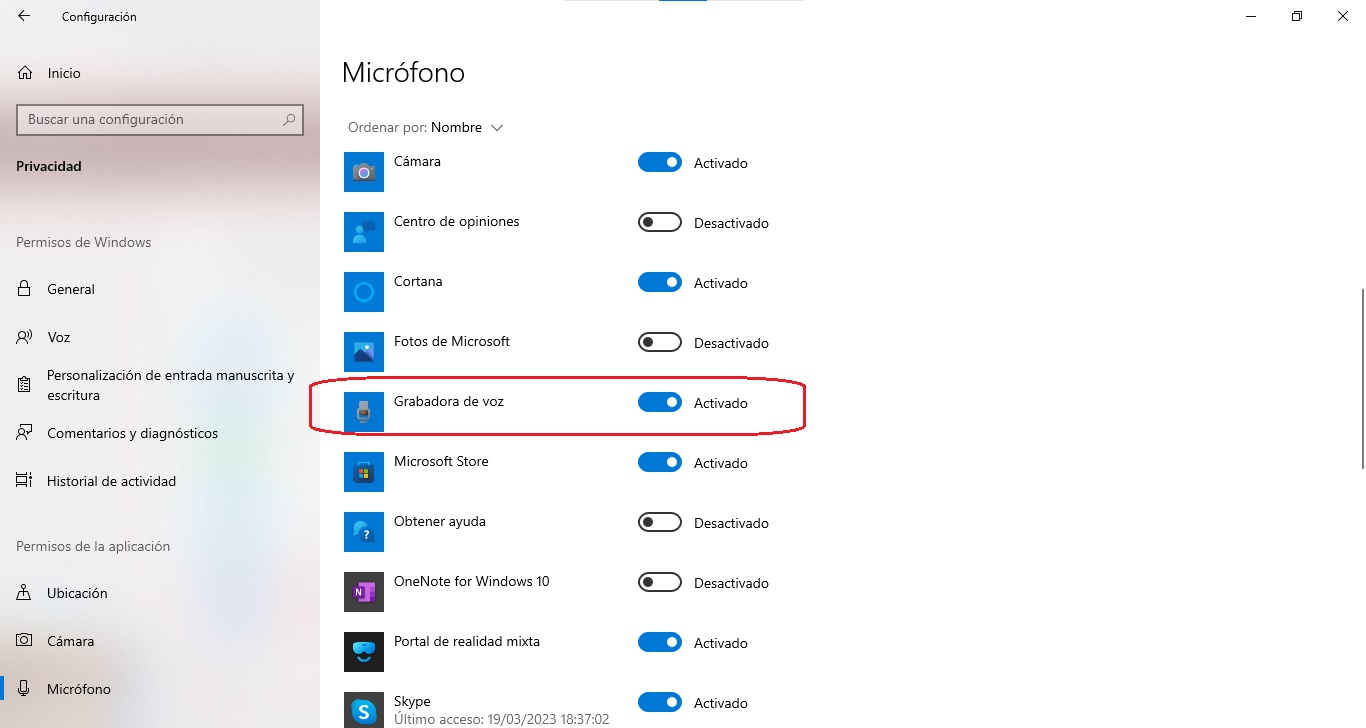 Configuración
Inicio
Buscar una configuración
Privacidad
Permisos de Windows
General
Voz
Personalización de entrada manuscrita y
escritura
Comentarios y diagnósticos
Historial de actividad
Permisos de la aplicación
Ubicación
Cámara
Micrófono
Micrófono
Ordenar por: Nombre
Cámara Activado
Centro de opiniones Desactivado
Cortana Activado
Fotos de Microsoft Desactivado
Grabadora de voz Activado
Microsoft Store Activado
Obtener ayuda Desactivado
OneNote for Windows 10 Desactivado
Portal de realidad mixta Activado
Skype Activado
Último acceso: 19/03/2023 18:37:02